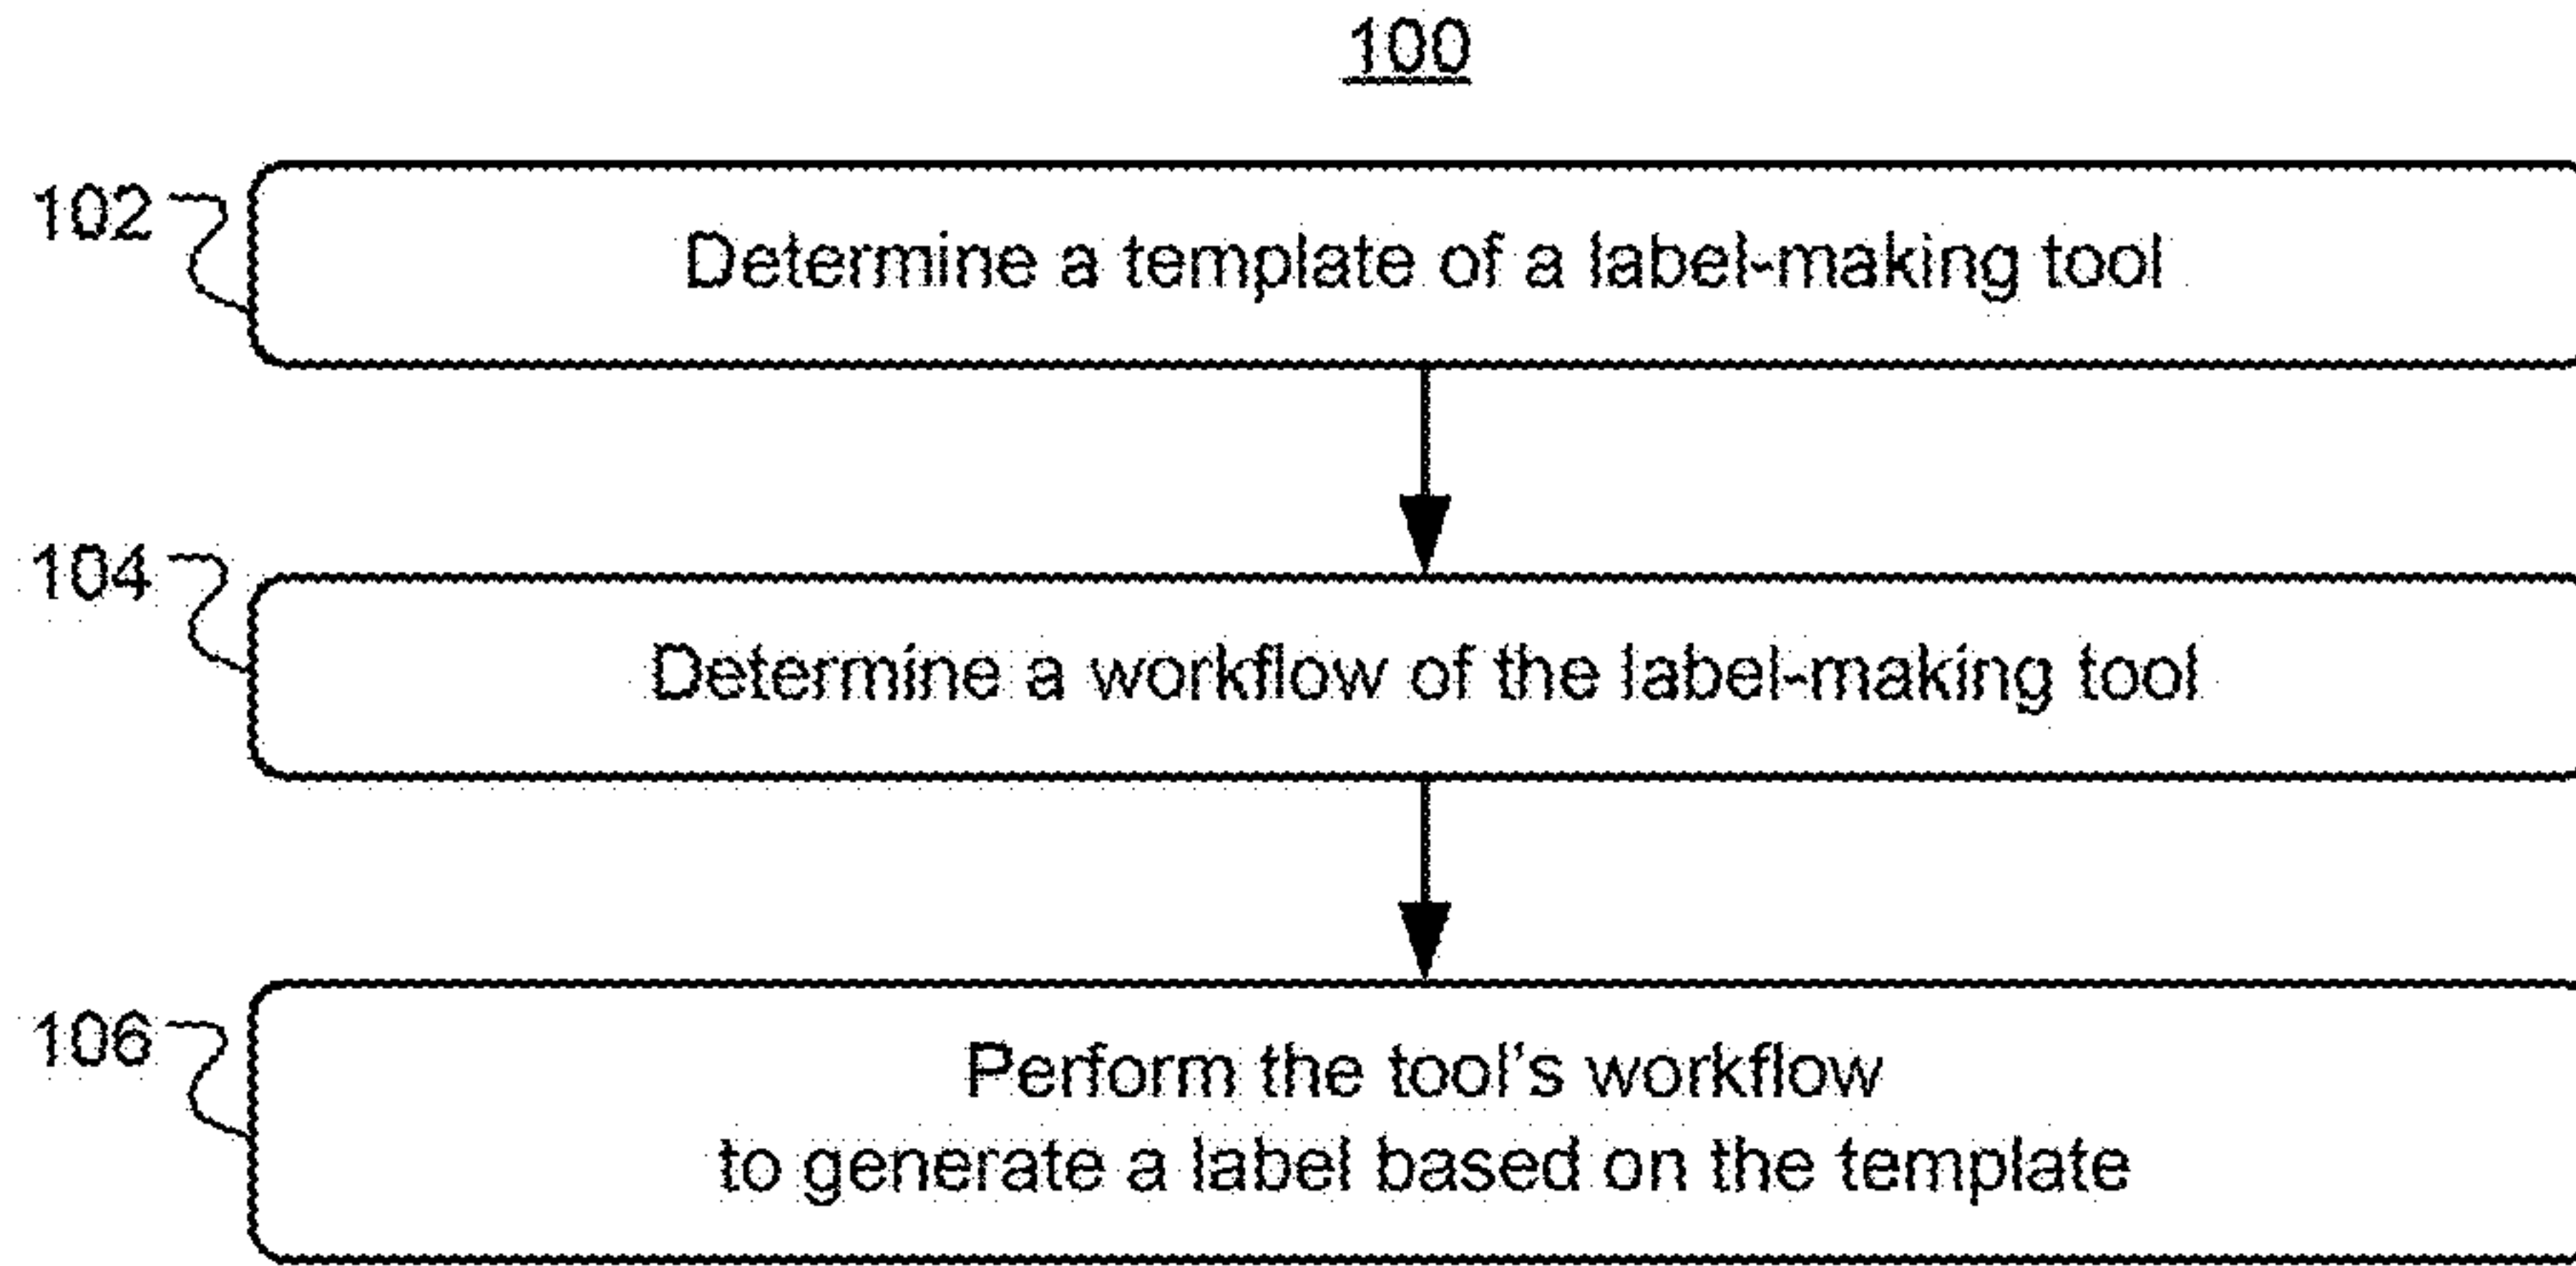 100
102
Determine a template of a label-making tool
104
Determine a workflow of the label-making tool
106
Perform the tool's workflow
to generate a label based on the template